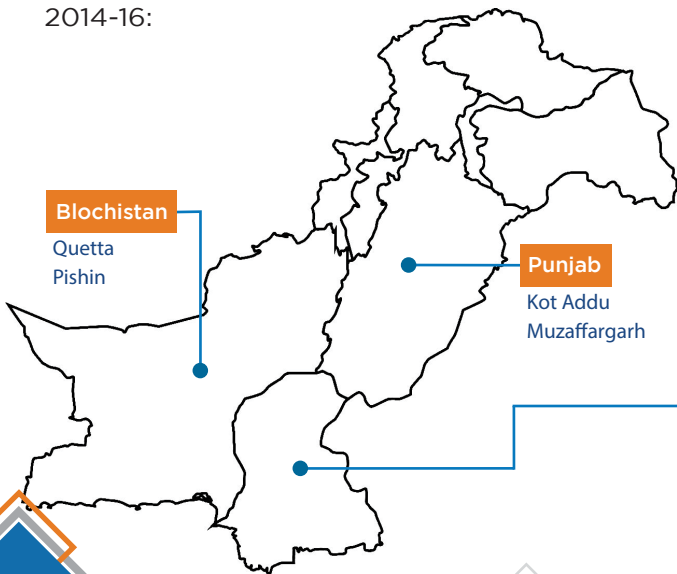 2014-16:
Blochistan
Quetta
Pishin
Punjab
Kot Addu
Muzaffargarh